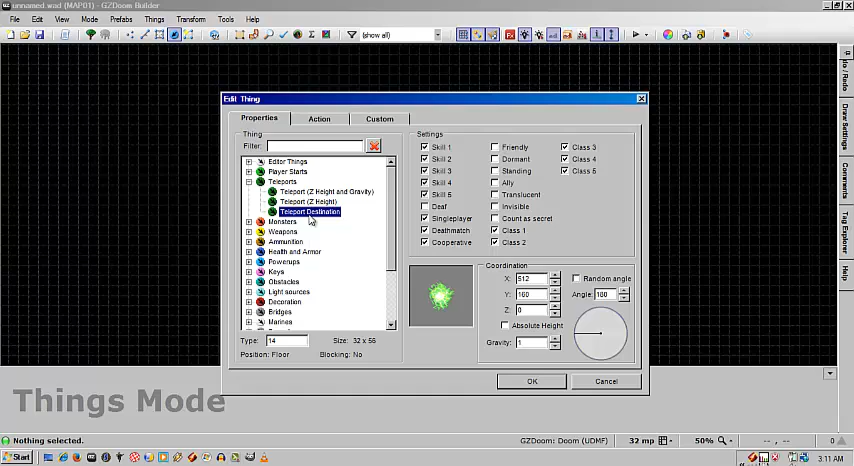 unnamed.wad (MAP01) - GZDoom Builder
File Edit View Mode Prefabs Things Transform Tools Help
(show all)
Edit Thing
Properties Action Custom
Thing
Filter:
Editor Things
Player Starts
Teleports
Teleport (Z Height and Gravity)
Teleport (Z Height)
Teleport Destination
Monsters
Weapons
Ammunition
Health and Armor
Powerups
Keys
Obstacles
Light sources
Decoration
Bridges
Marines
Type: 14 Size: 32 x 56
Position: Floor Blocking: No
Settings
Skill 1 Friendly Class 3
Skill 2 Dormant Class 4
Skill 3 Standing Class 5
Skill 4 Ally
Skill 5 Translucent
Deaf Invisible
Singleplayer Count as secret
Deathmatch Class 1
Cooperative Class 2
Coordination
X: 512 Random angle
Y: 160 Angle: 180
Z: 0
Absolute Height
Gravity: 1
OK Cancel
Draw Settings
Comments
Tag Explorer
Help
Things Mode
Nothing selected. GZDoom: Doom (UDMF) 32 mp 50% -- , -- 0
Start 3:11 AM